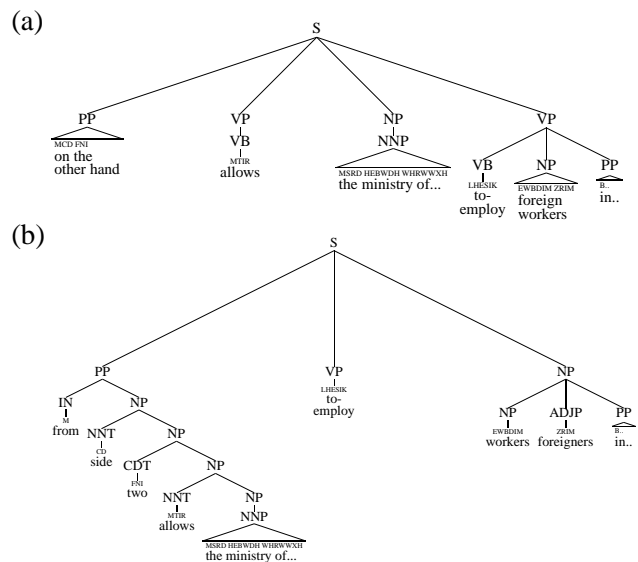 (a)
S
PP VP NP VP
MCD FNI VB NNP VB NP PP
on the MTIR MSRD HEBWDH WHRWWXH LHESIK EWBDIM ZRIM B..
other hand allows the ministry of... to- foreign in..
employ workers
(b)
S
PP VP NP
LHESIK
to-
employ
IN NP NP ADJP PP
M EWBDIM ZRIM B..
from workers foreigners in..
NNT NP
CD
side
CDT NP
FNI
two
NNT NP
MTIR
allows
NNP
MSRD HEBWDH WHRWWXH
the ministry of...